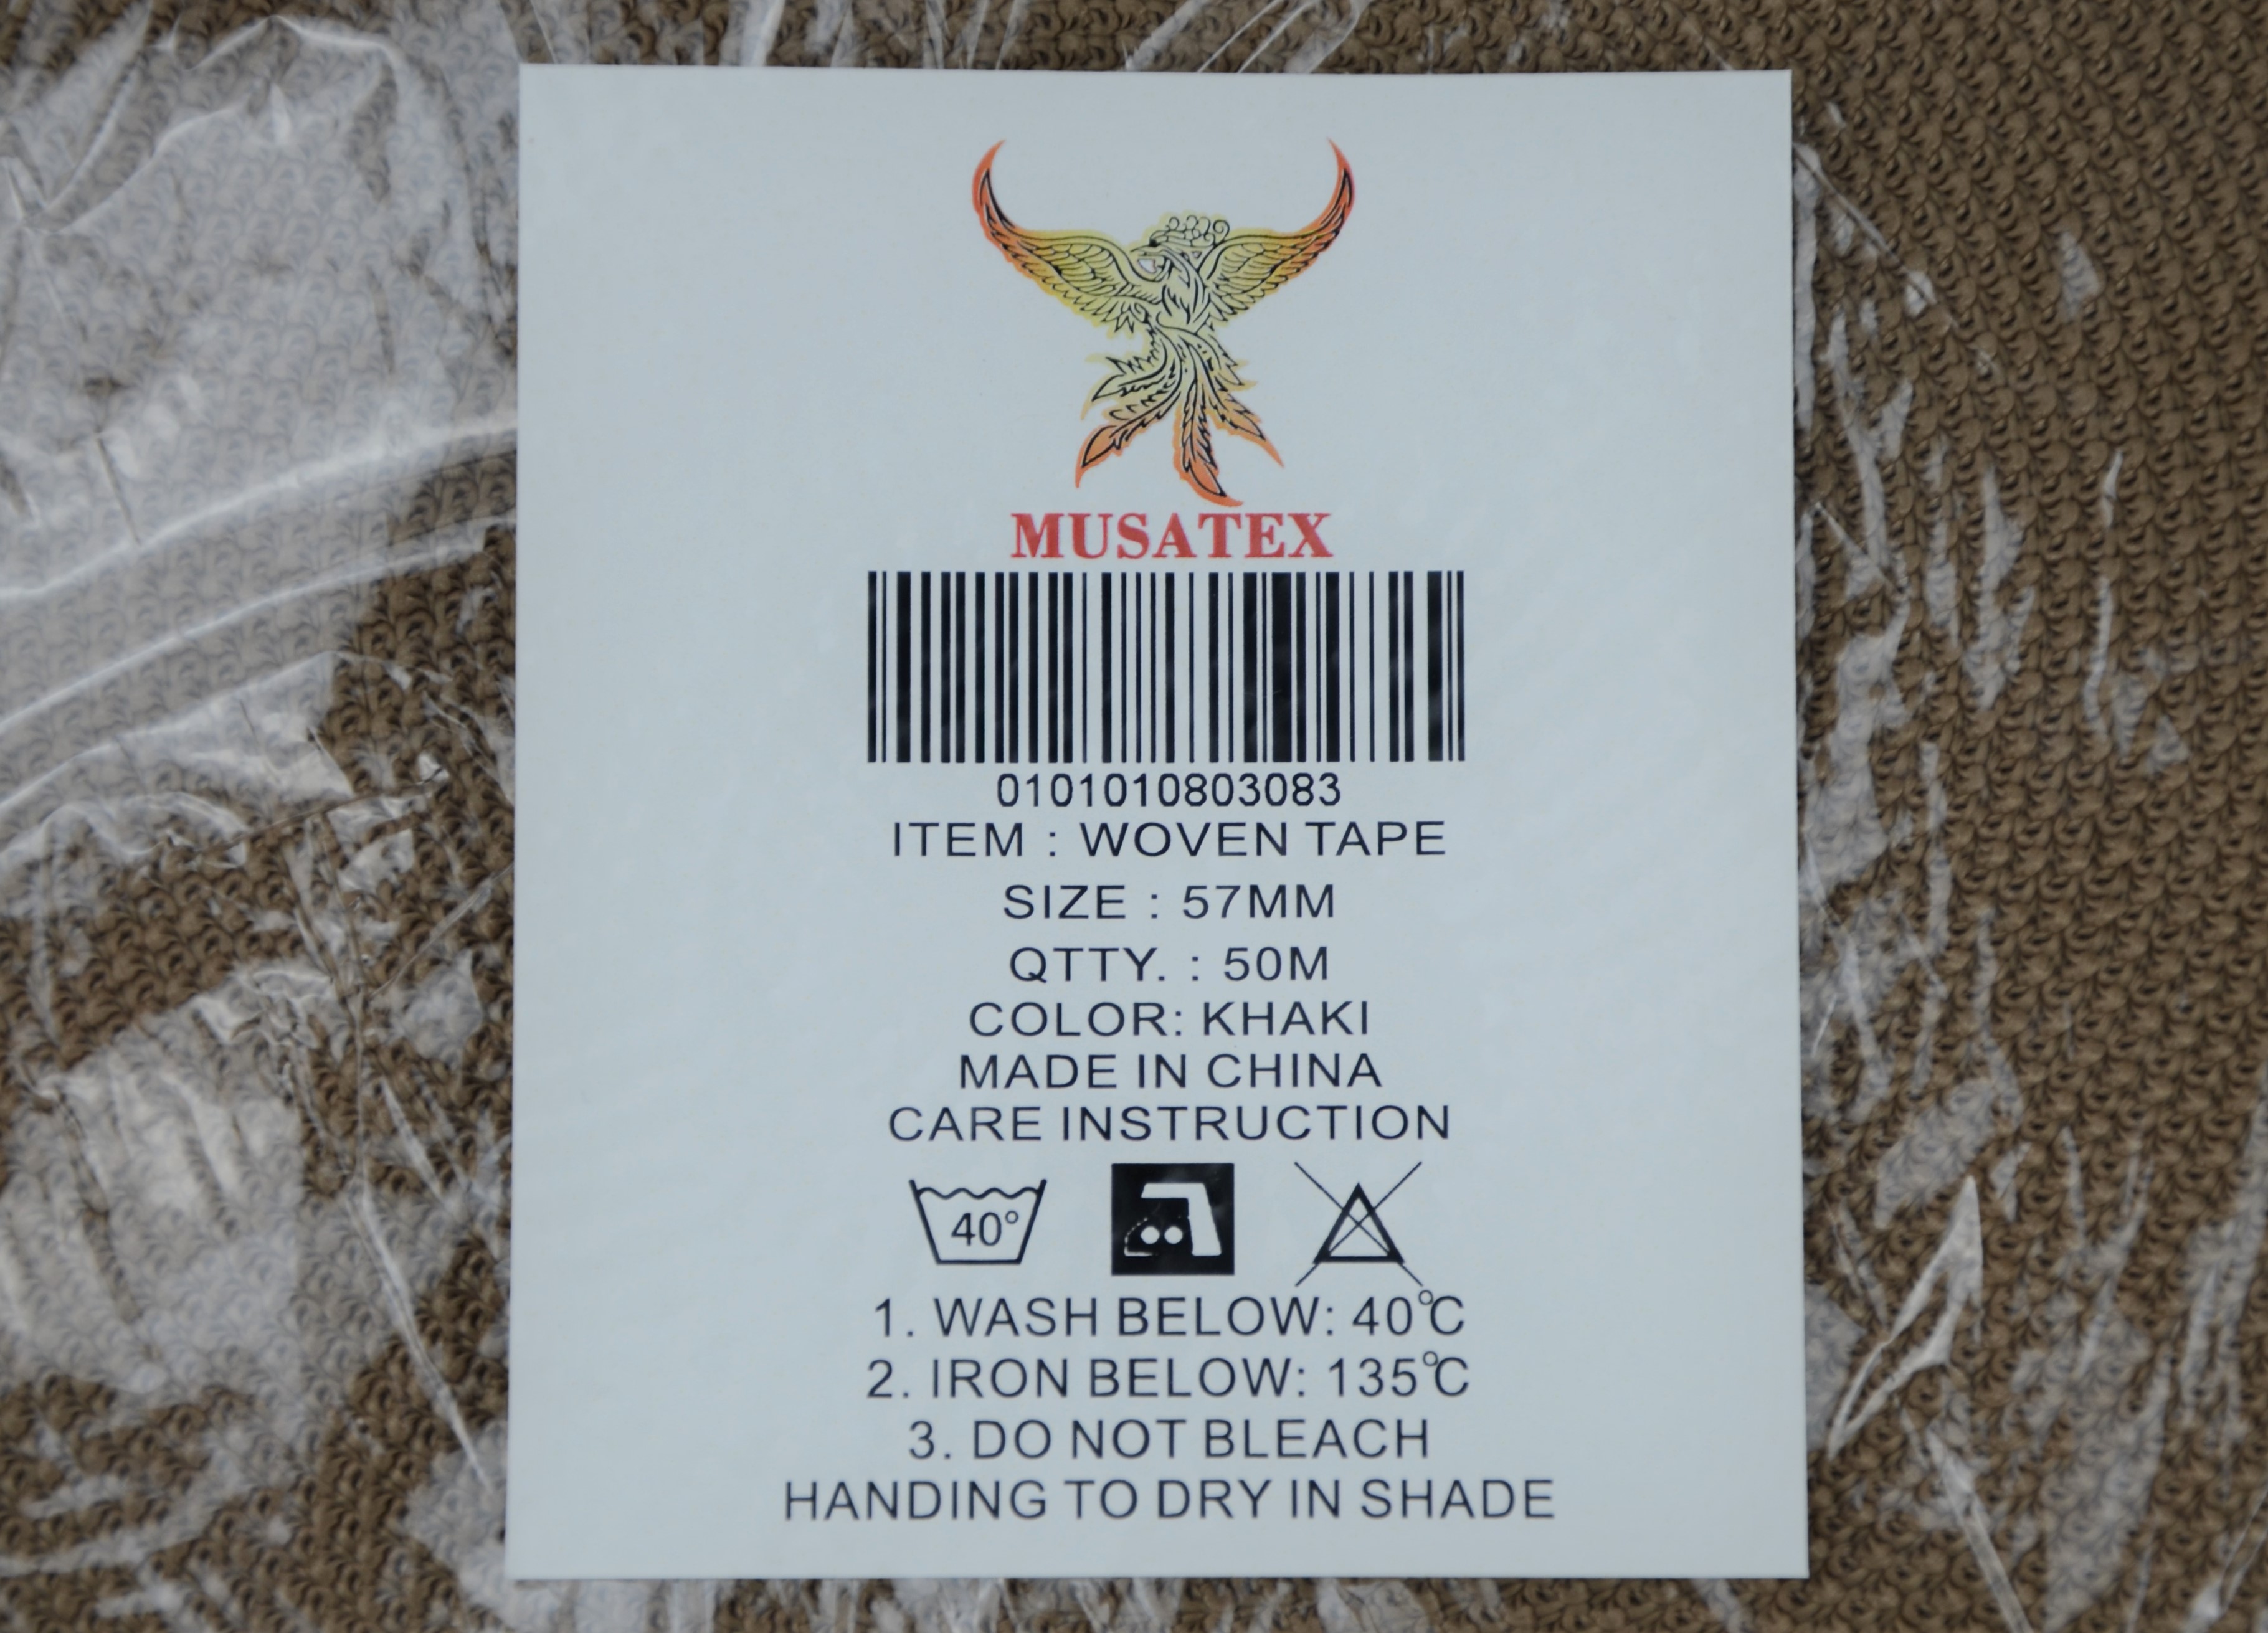 MUSATEX
0101010803083
ITEM : WOVEN TAPE
SIZE : 57MM
QTTY. : 50M
COLOR: KHAKI
MADE IN CHINA
CARE INSTRUCTION
40°
1. WASH BELOW: 40℃
2. IRON BELOW: 135℃
3. DO NOT BLEACH
HANDING TO DRY IN SHADE